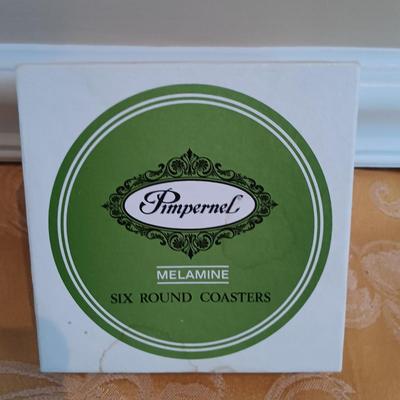 Pimpernel
MELAMINE
SIX ROUND COASTERS